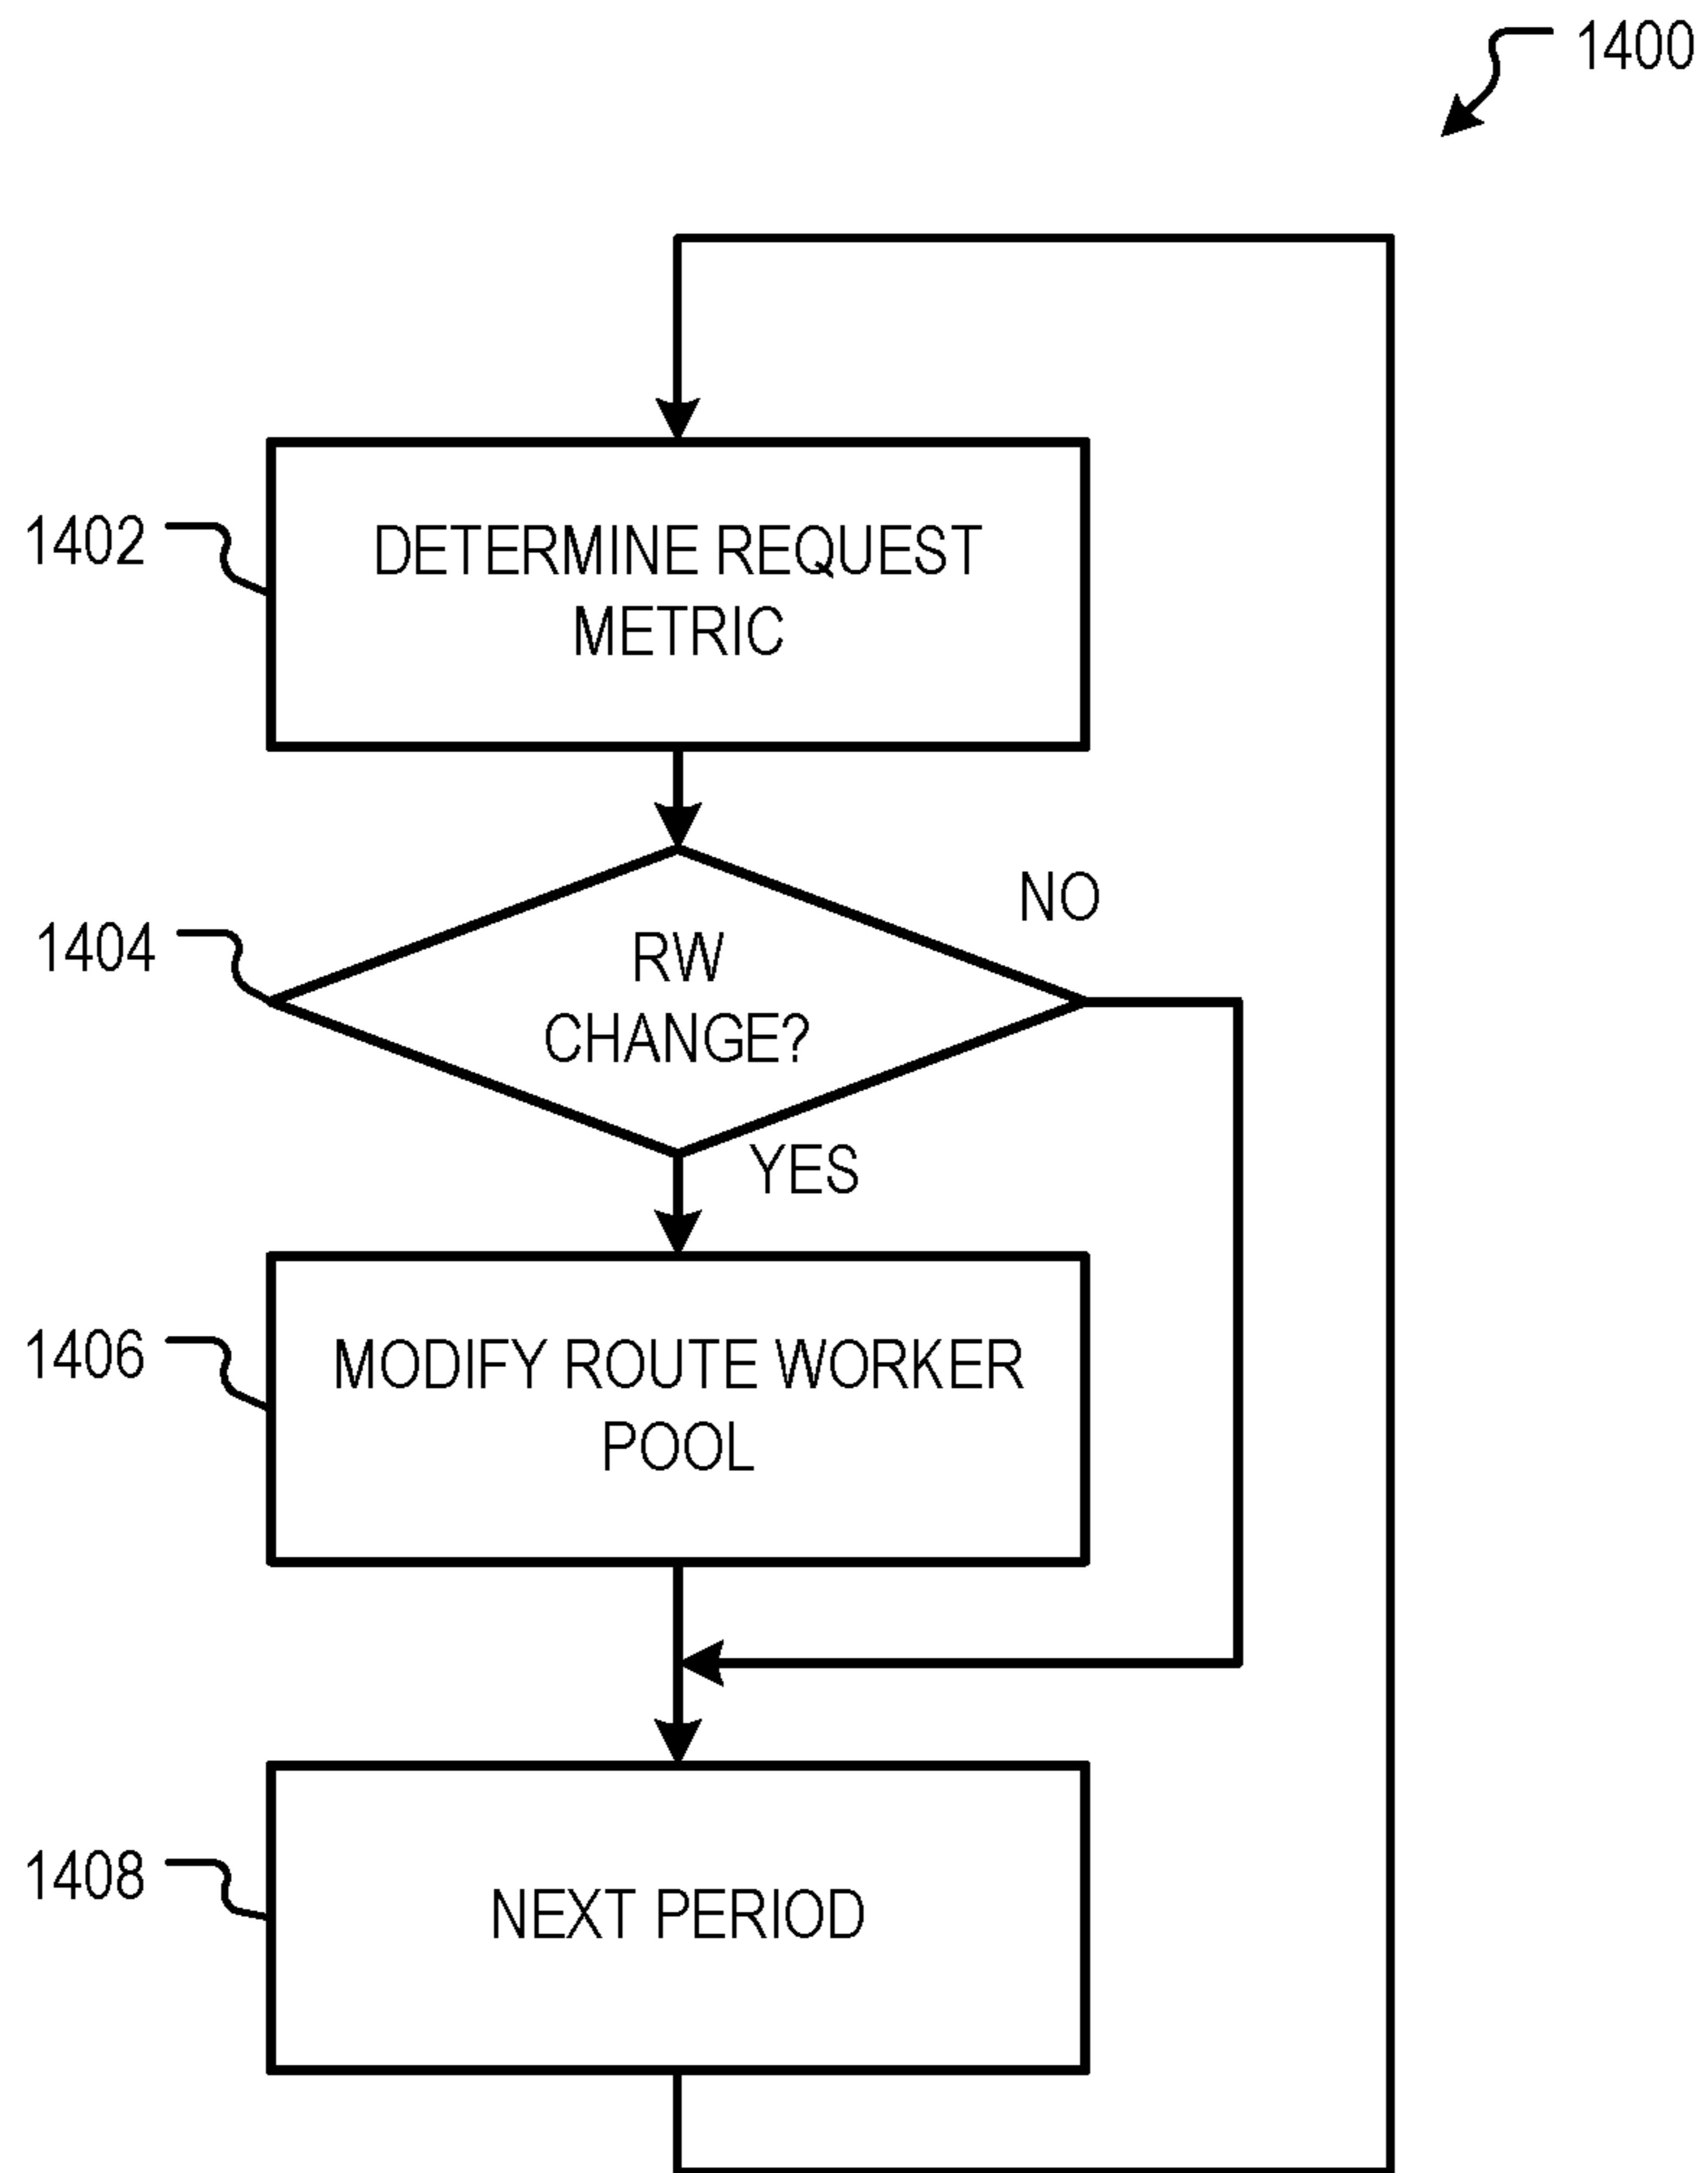 1400
1402
DETERMINE REQUEST
METRIC
NO
1404
RW
CHANGE?
YES
1406
MODIFY ROUTE WORKER
POOL
1408
NEXT PERIOD